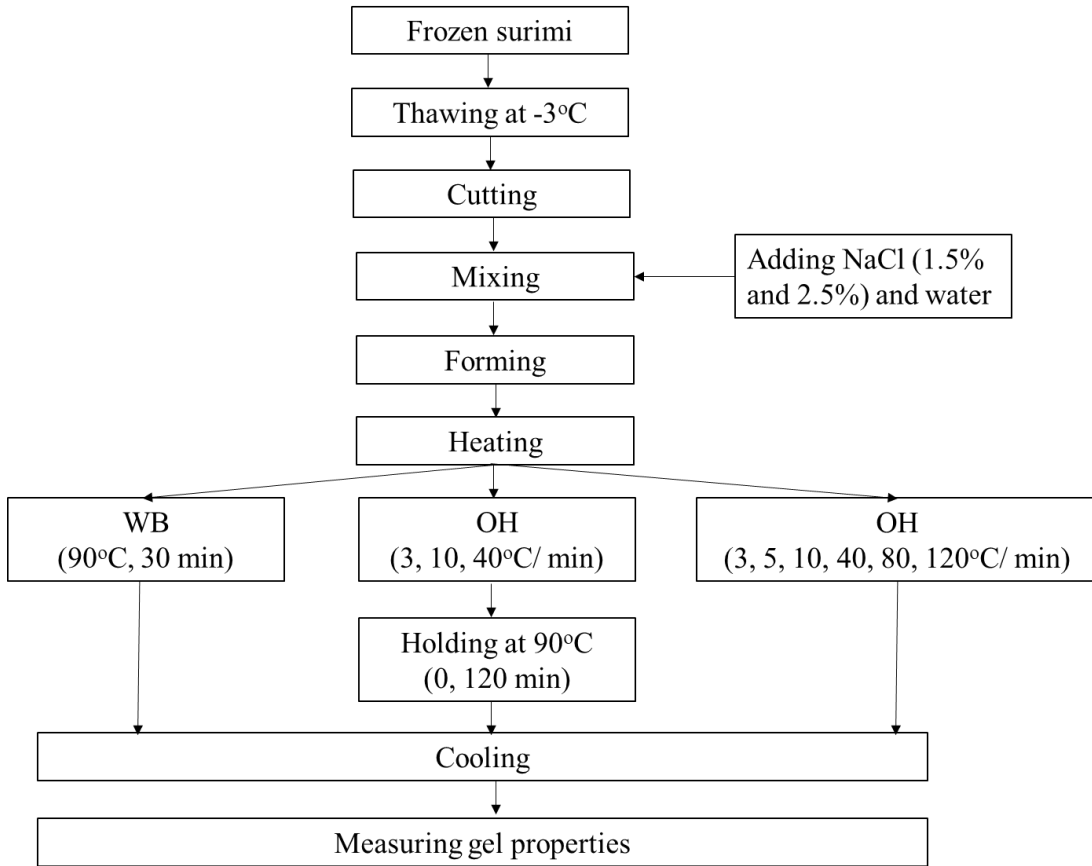 Frozen surimi
Thawing at -3°C
Cutting
Mixing
Adding NaCl (1.5%
and 2.5%) and water
Forming
Heating
WB
(90°C, 30 min)
OH
(3, 10, 40°C/ min)
OH
(3, 5, 10, 40, 80, 120°C/ min)
Holding at 90°C
(0, 120 min)
Cooling
Measuring gel properties